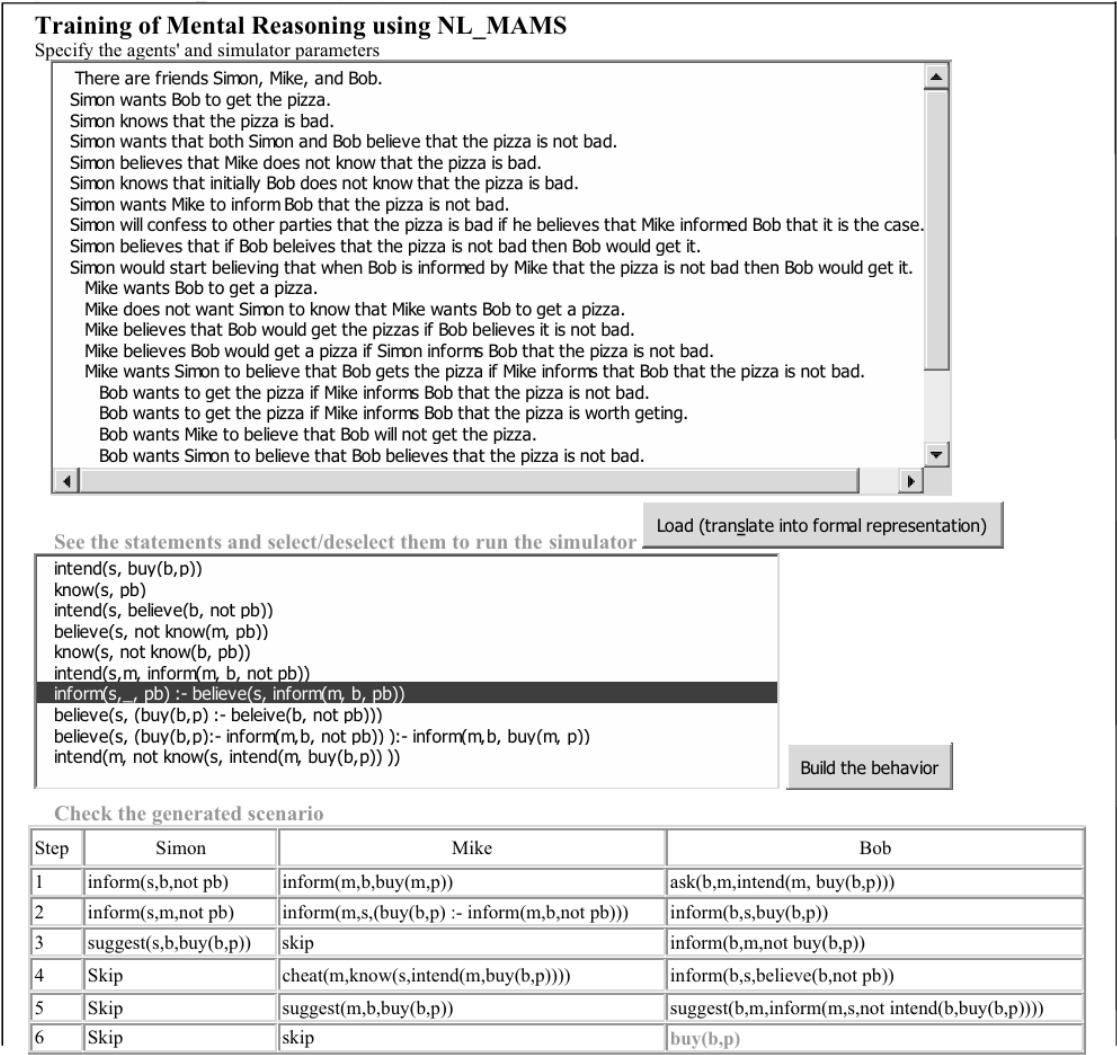 Training of Mental Reasoning using NL_MAMS
Specify the agents' and simulator parameters
There are friends Simon, Mike, and Bob.
Simon wants Bob to get the pizza.
Simon knows that the pizza is bad.
Simon wants that both Simon and Bob believe that the pizza is not bad.
Simon believes that Mike does not know that the pizza is bad.
Simon knows that initially Bob does not know that the pizza is bad.
Simon wants Mike to inform Bob that the pizza is not bad.
Simon will confess to other parties that the pizza is bad if he believes that Mike informed Bob that it is the case.
Simon believes that if Bob beleives that the pizza is not bad then Bob would get it.
Simon would start believing that when Bob is informed by Mike that the pizza is not bad then Bob would get it.
Mike wants Bob to get a pizza.
Mike does not want Simon to know that Mike wants Bob to get a pizza.
Mike believes that Bob would get the pizzas if Bob believes it is not bad.
Mike believes Bob would get a pizza if Simon informs Bob that the pizza is not bad.
Mike wants Simon to believe that Bob gets the pizza if Mike informs that Bob that the pizza is not bad.
Bob wants to get the pizza if Mike informs Bob that the pizza is not bad.
Bob wants to get the pizza if Mike informs Bob that the pizza is worth geting.
Bob wants Mike to believe that Bob will not get the pizza.
Bob wants Simon to believe that Bob believes that the pizza is not bad.
Load (translate into formal representation)
See the statements and select/deselect them to run the simulator
intend(s, buy(b,p))
know(s, pb)
intend(s, believe(b, not pb))
believe(s, not know(m, pb))
know(s, not know(b, pb))
intend(s,m, inform(m, b, not pb))
inform(s,_, pb) :- believe(s, inform(m, b, pb))
believe(s, (buy(b,p) :- beleive(b, not pb)))
believe(s, (buy(b,p):- inform(m,b, not pb)) ):- inform(m,b, buy(m, p))
intend(m, not know(s, intend(m, buy(b,p)) ))
Build the behavior
Check the generated scenario
Step Simon Mike Bob
1 inform(s,b,not pb) inform(m,b,buy(m,p)) ask(b,m,intend(m, buy(b,p)))
2 inform(s,m,not pb) inform(m,s,(buy(b,p) :- inform(m,b,not pb))) inform(b,s,buy(b,p))
3 suggest(s,b,buy(b,p)) skip inform(b,m,not buy(b,p))
4 Skip cheat(m,know(s,intend(m,buy(b,p)))) inform(b,s,believe(b,not pb))
5 Skip suggest(m,b,buy(b,p)) suggest(b,m,inform(m,s,not intend(b,buy(b,p))))
6 Skip skip buy(b,p)